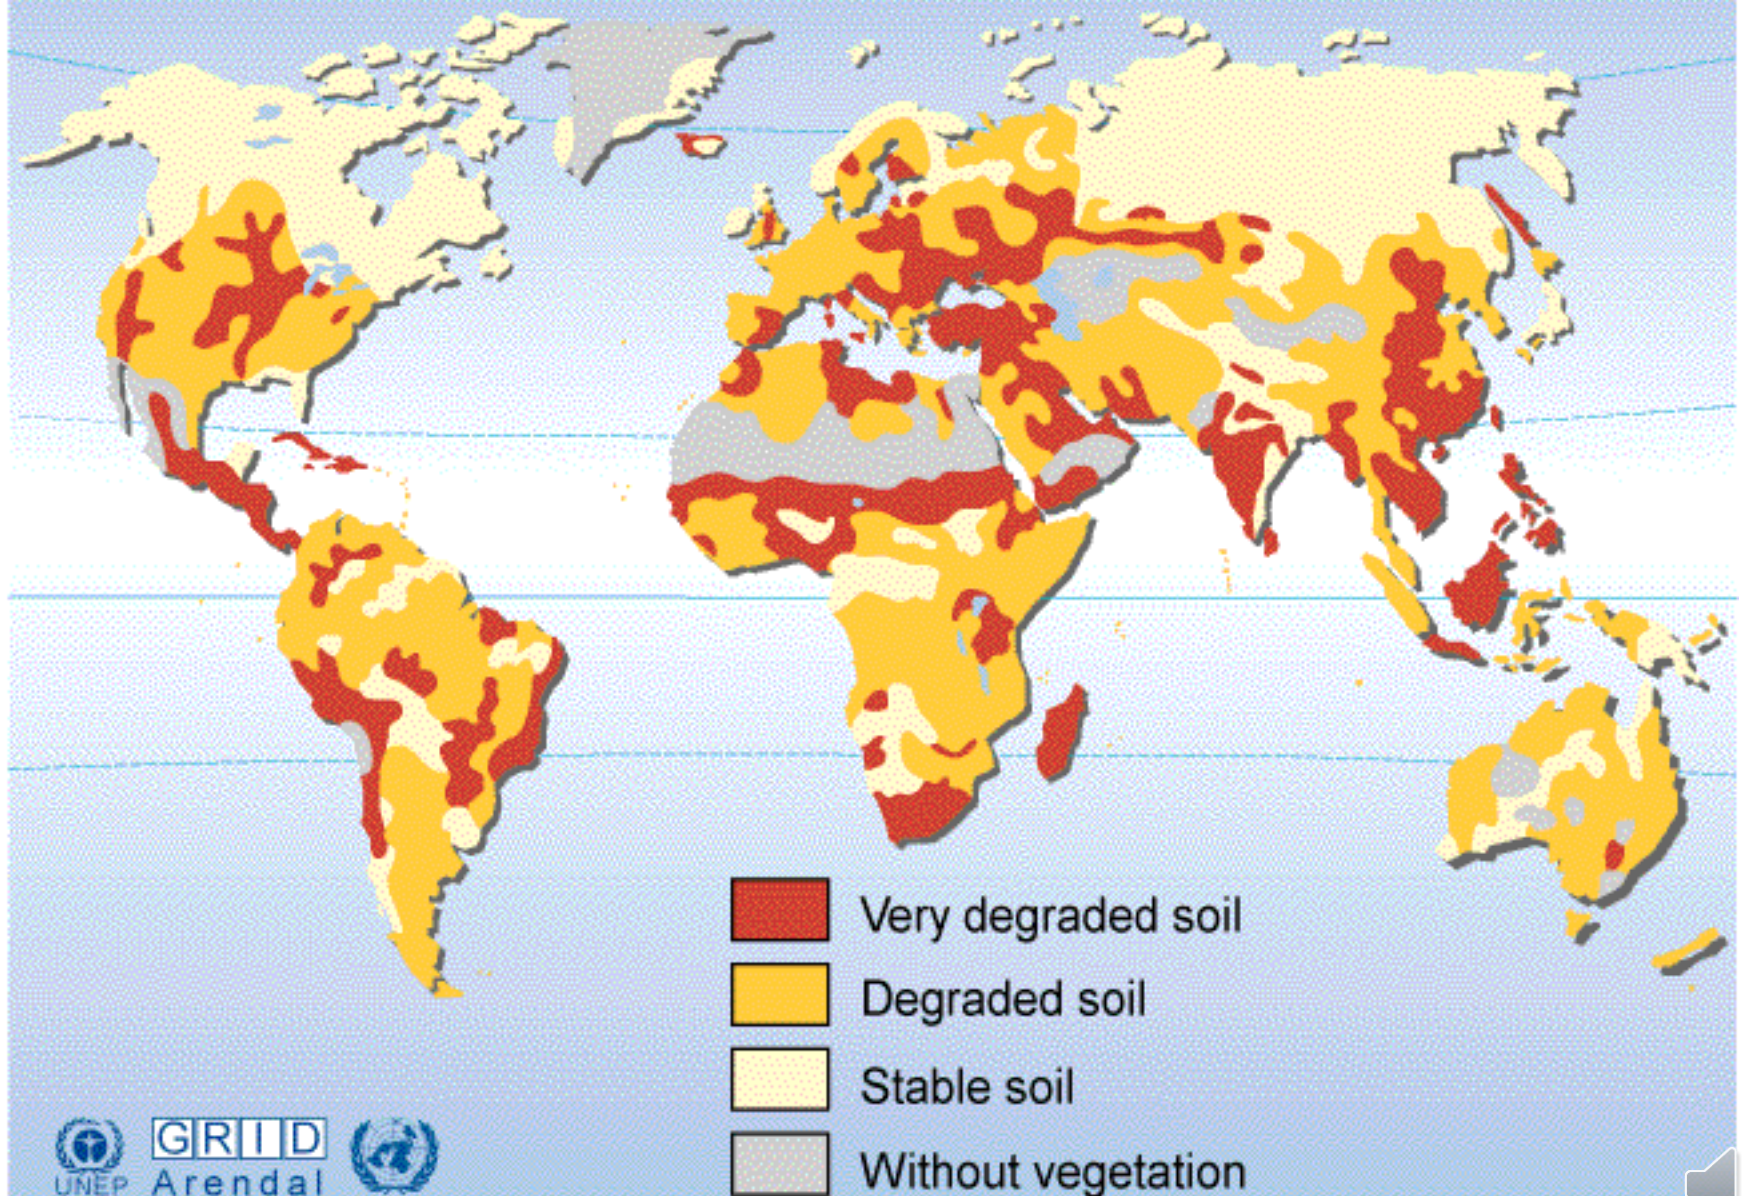 Very degraded soil
Degraded soil
Stable soil
Without vegetation
UNEP
GRID
Arendal